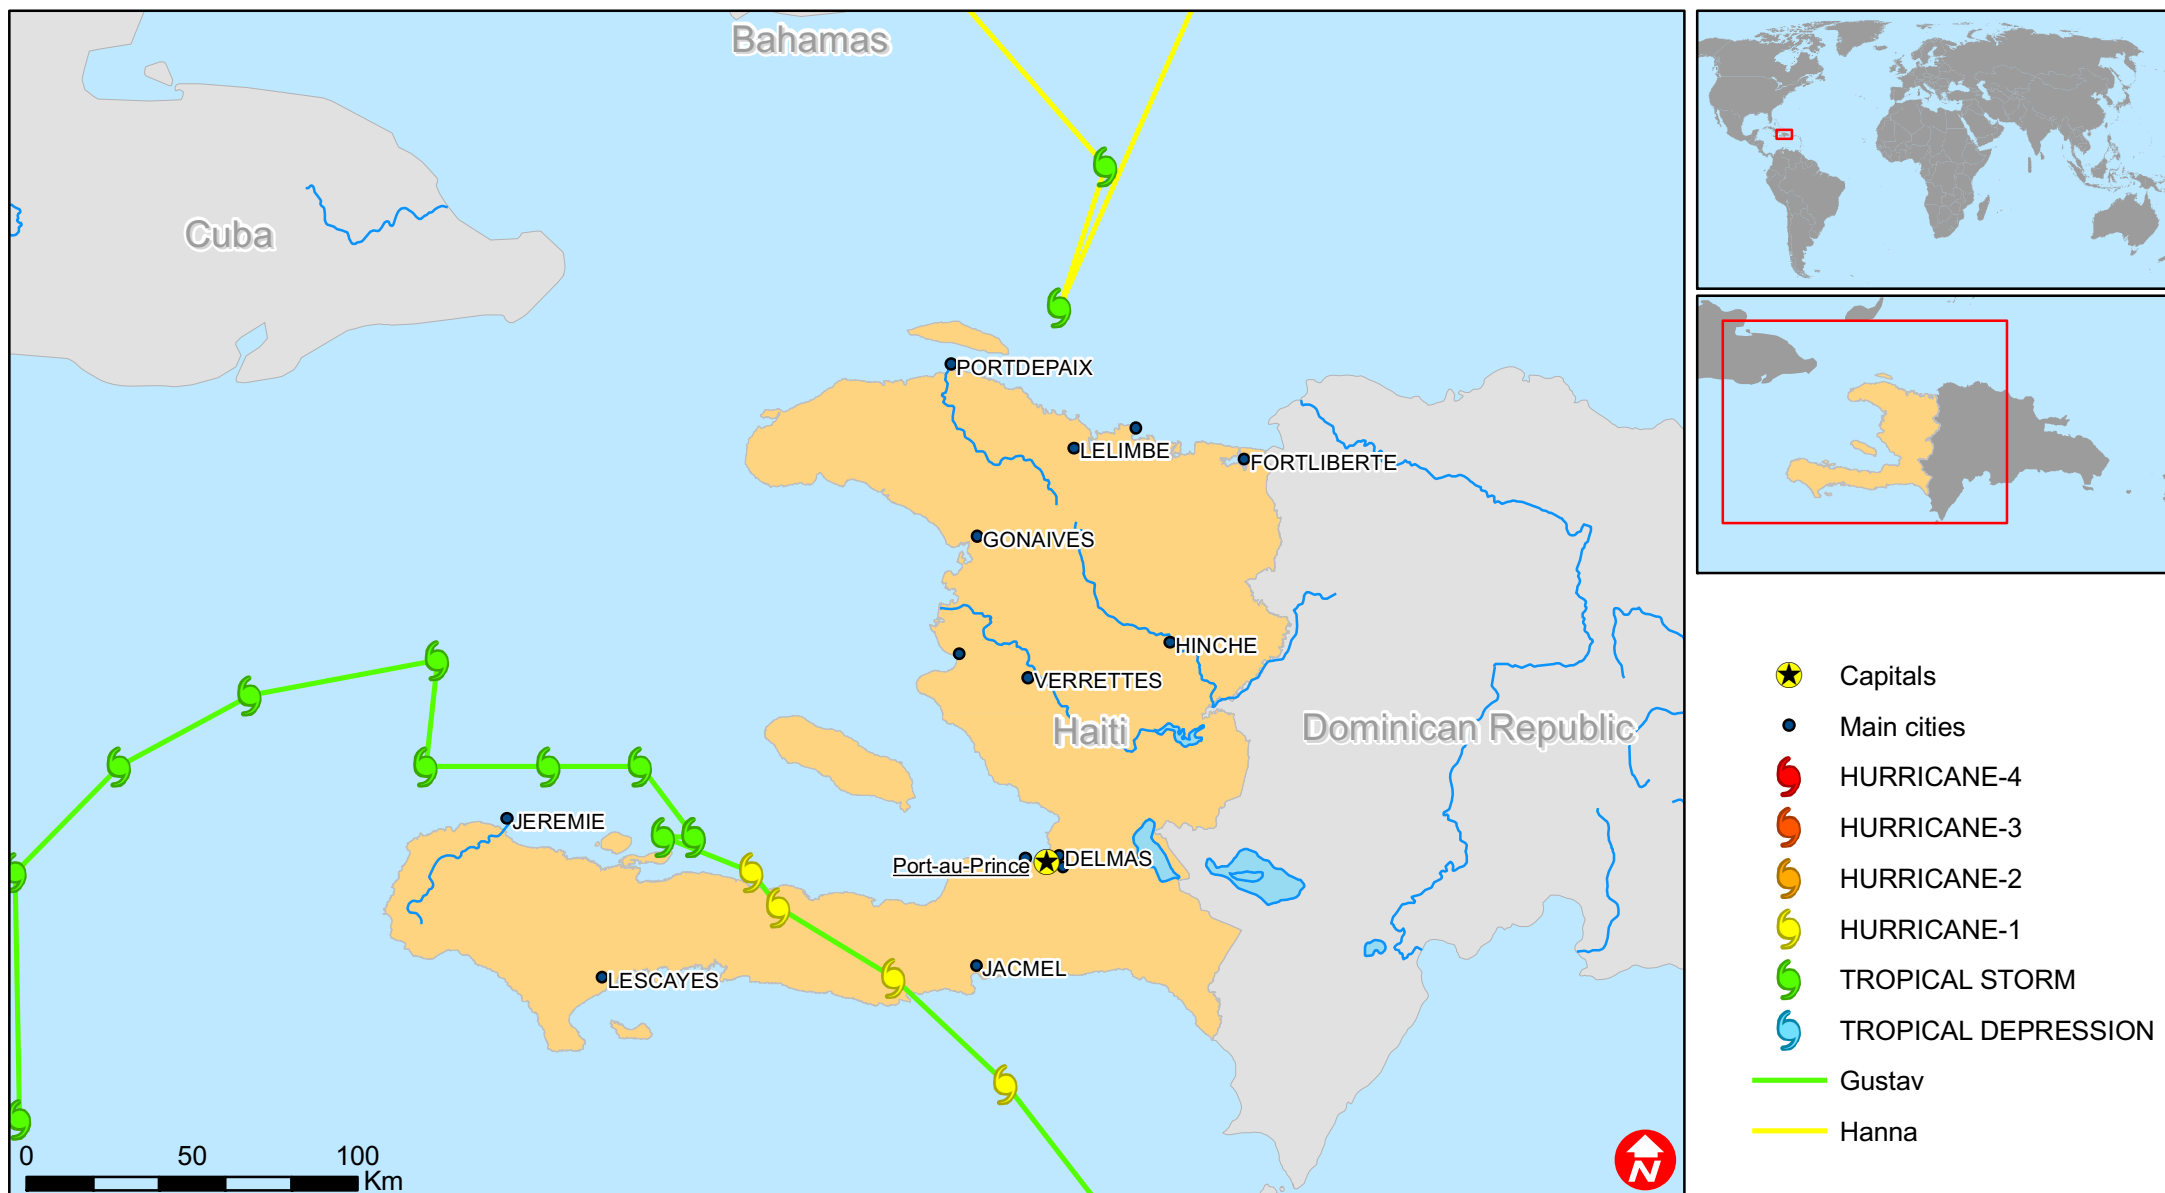 Bahamas
Cuba
PORTDEPAIX
LELIMBE
FORTLIBERTE
GONAIVES
HINCHE
VERRETTES
Haiti
Dominican Republic
JEREMIE
Port-au-Prince
DELMAS
LESCAYES
JACMEL
0 50 100
Km
N
Capitals
Main cities
HURRICANE-4
HURRICANE-3
HURRICANE-2
HURRICANE-1
TROPICAL STORM
TROPICAL DEPRESSION
Gustav
Hanna